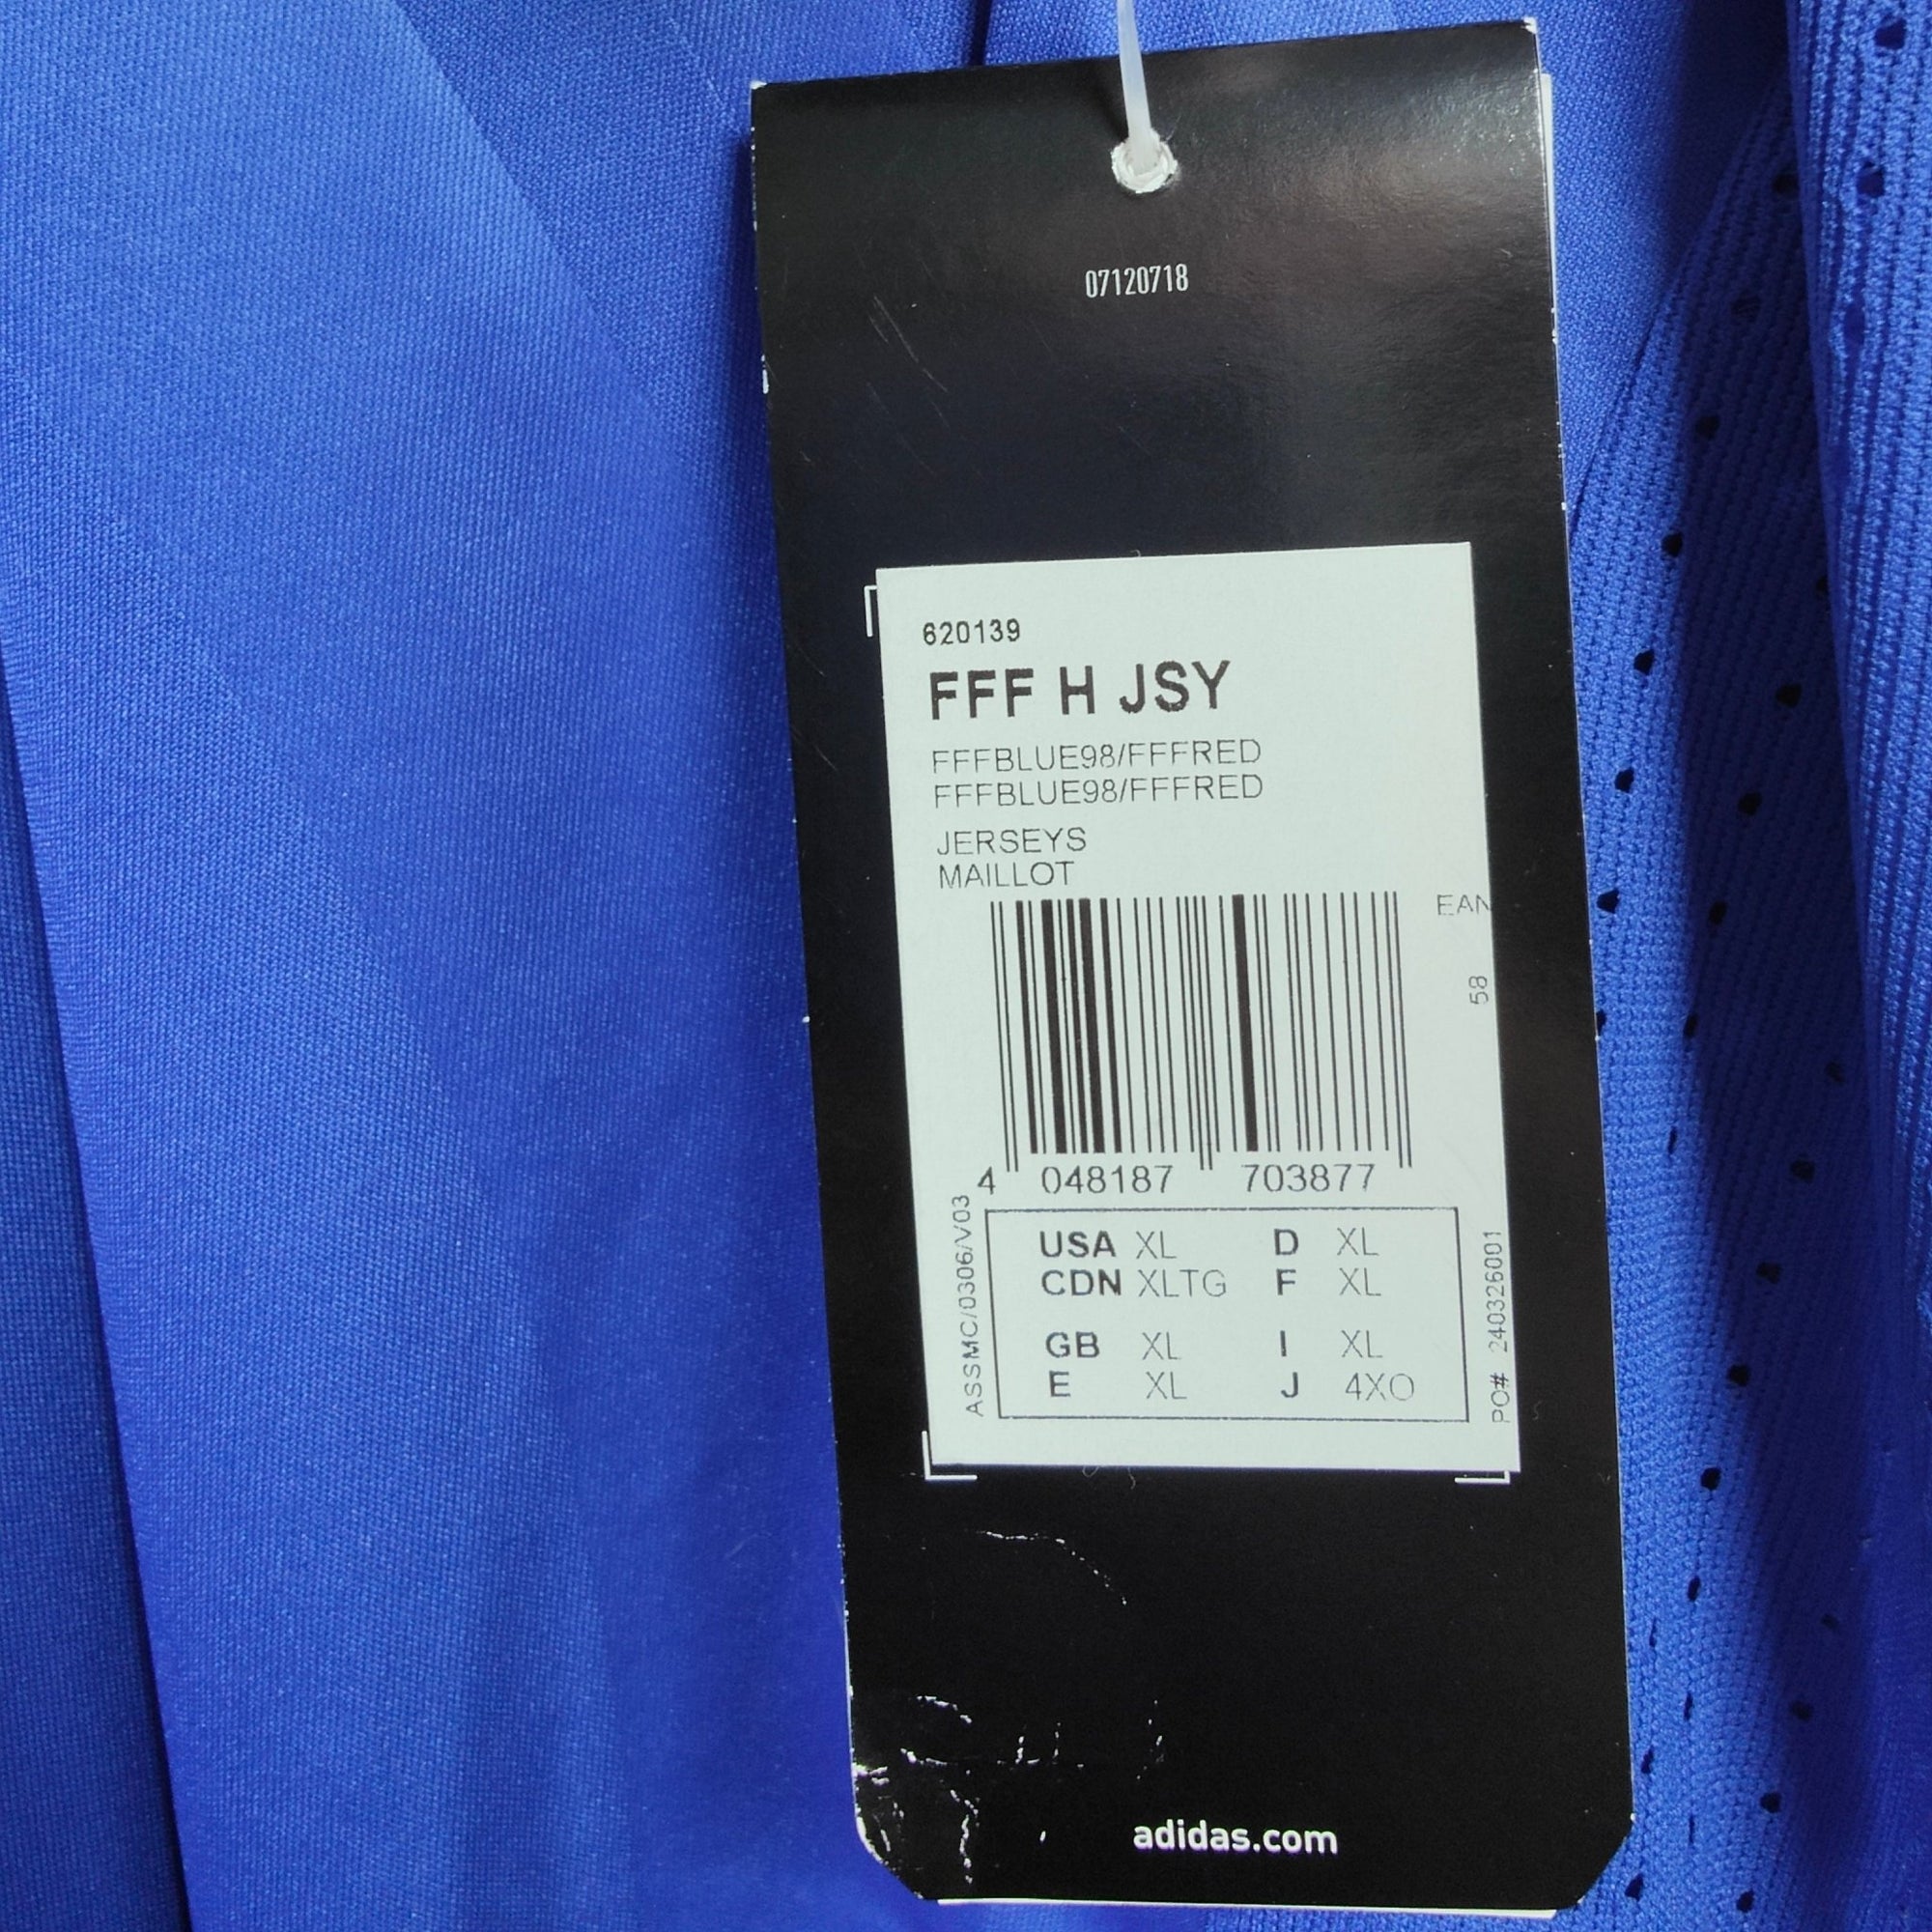 07120718
620139
FFF H JSY
FFFBLUE98/FFFRED
FFFBLUE98/FFFRED
JERSEYS
MAILLOT
EAN
58
4 048187 703877
ASSMC/0306/V03
USA XL D XL
CDN XLTG F XL
GB XL I XL
E XL J 4XO
PO# 240326001
adidas.com